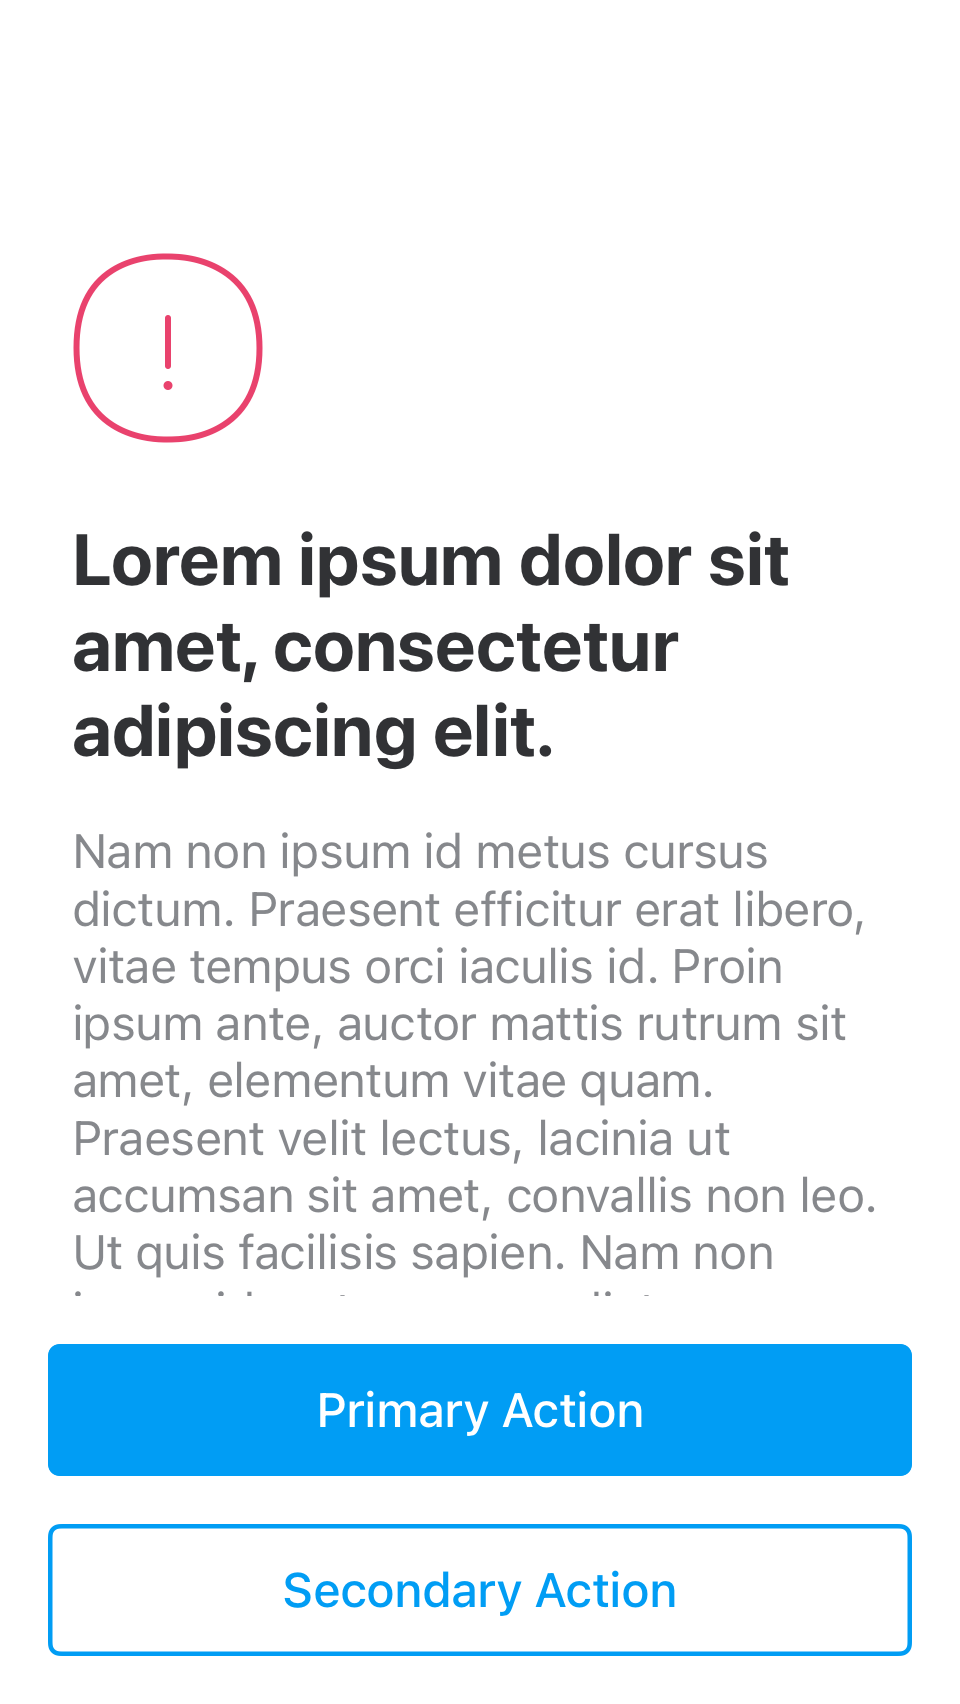 Lorem ipsum dolor sit
amet, consectetur
adipiscing elit.
Nam non ipsum id metus cursus
dictum. Praesent efficitur erat libero,
vitae tempus orci iaculis id. Proin
ipsum ante, auctor mattis rutrum sit
amet, elementum vitae quam.
Praesent velit lectus, lacinia ut
accumsan sit amet, convallis non leo.
Ut quis facilisis sapien. Nam non
Primary Action
Secondary Action